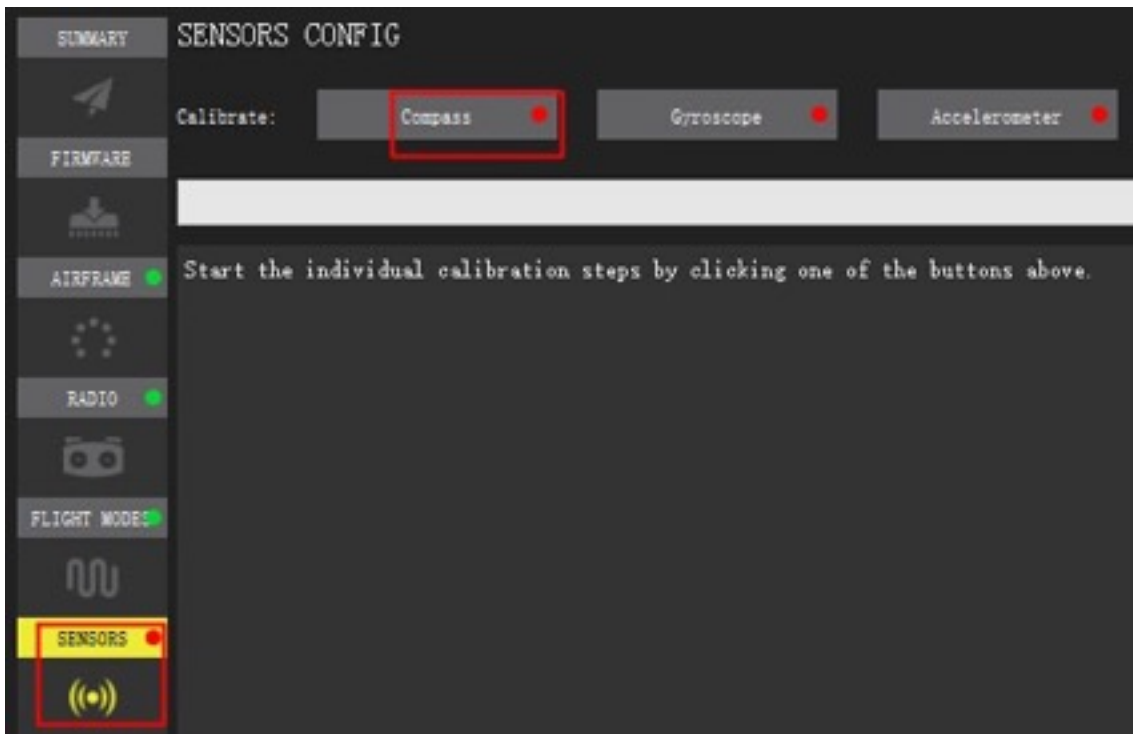 SUMMARY
SENSORS CONFIG
Calibrate:
Compass
Gyroscope
Accelerometer
FIRMWARE
AIRFRAME
Start the individual calibration steps by clicking one of the buttons above.
RADIO
FLIGHT MODES
SENSORS